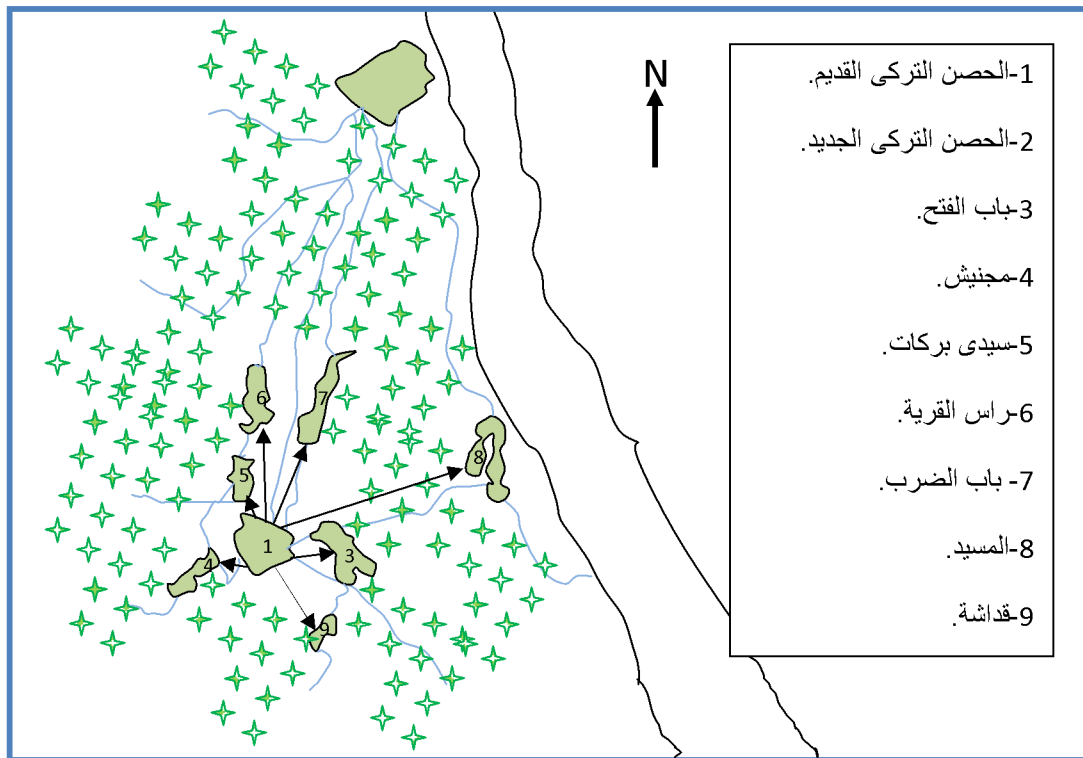 N
1-الحصن التركى القديم.
2-الحصن التركى الجديد.
3-باب الفتح.
4-مجنيش.
5-سيدى بركات.
6-راس القرية.
7- باب الضرب.
8-المسيد.
9-قداشة.
6
7
8
5
1
3
4
9